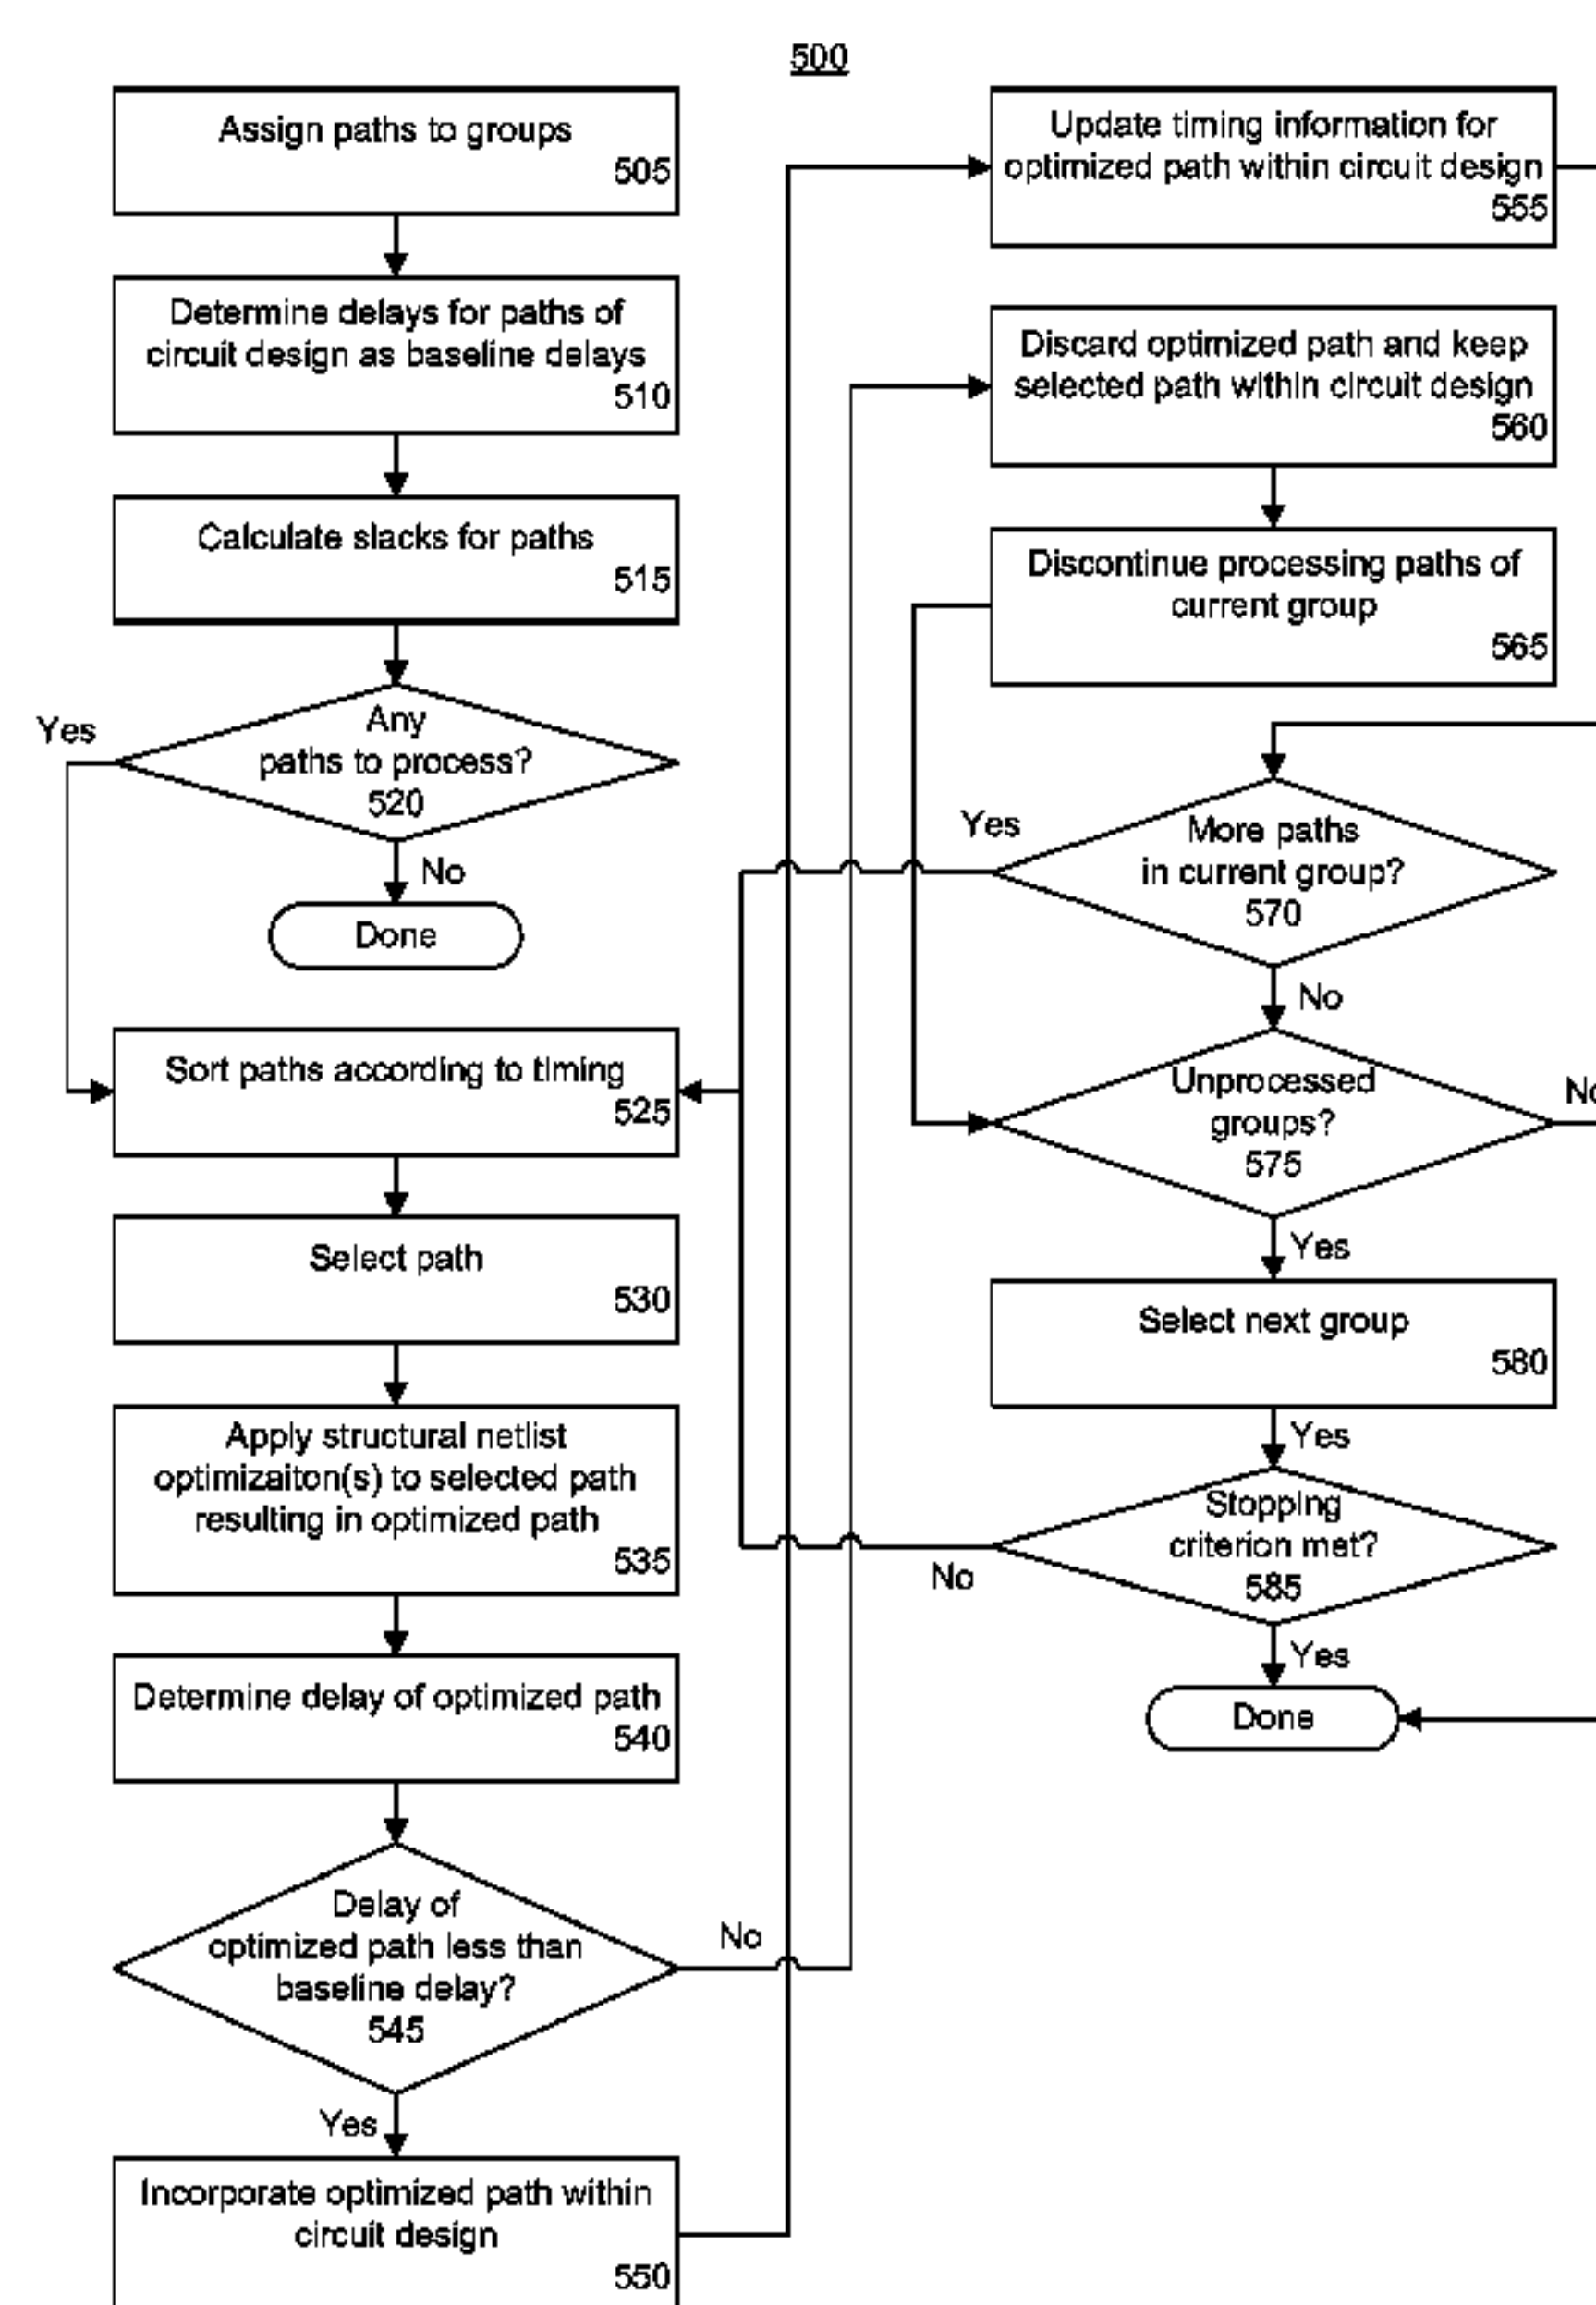 500
Assign paths to groups
505
Determine delays for paths of
circuit design as baseline delays
510
Calculate slacks for paths
515
Any
paths to process?
520
Yes
No
Done
Sort paths according to timing
525
Select path
530
Apply structural netlist
optimizaiton(s) to selected path
resulting in optimized path
535
Determine delay of optimized path
540
Delay of
optimized path less than
baseline delay?
545
No
Yes
Incorporate optimized path within
circuit design
550
Update timing information for
optimized path within circuit design
555
Discard optimized path and keep
selected path within circuit design
560
Discontinue processing paths of
current group
565
More paths
in current group?
570
Yes
No
Unprocessed
groups?
575
No
Yes
Select next group
580
Yes
Stopping
criterion met?
585
No
Yes
Done